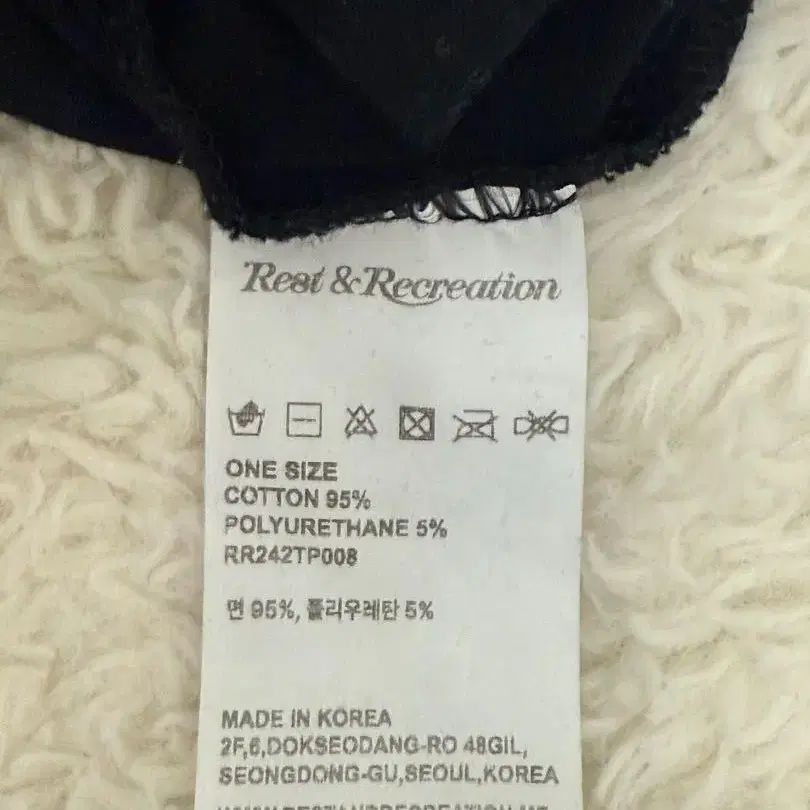 Rest & Recreation
ONE SIZE
COTTON 95%
POLYURETHANE 5%
RR242TP008
면 95%, 폴리우레탄 5%
MADE IN KOREA
2F,6,DOKSEODANG-RO 48GIL,
SEONGDONG-GU,SEOUL,KOREA